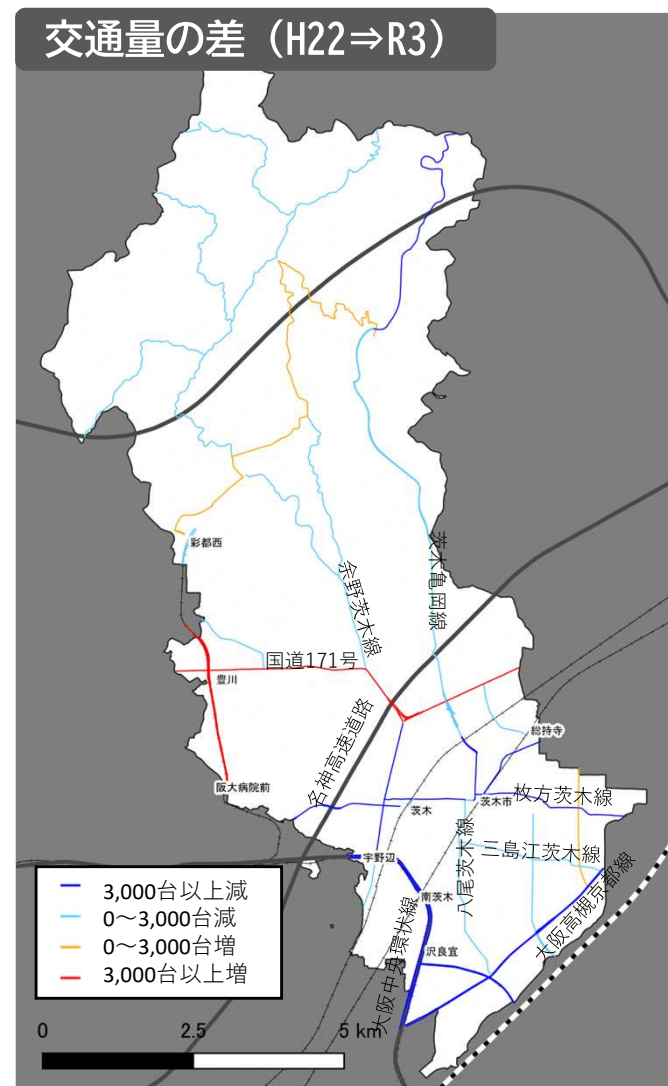 交通量の差（H22⇒R3）
彩都西
余野茨木線
茨木亀岡線
国道171号
豊川
総持寺
名神高速道路
阪大病院前
枚方茨木線
茨木
茨木市
三島江茨木線
八尾茨木線
宇野辺
南茨木
大阪高槻京都線
沢良宜
大阪中央環状線
3,000台以上減
0～3,000台減
0～3,000台増
3,000台以上増
0 2.5 5 km